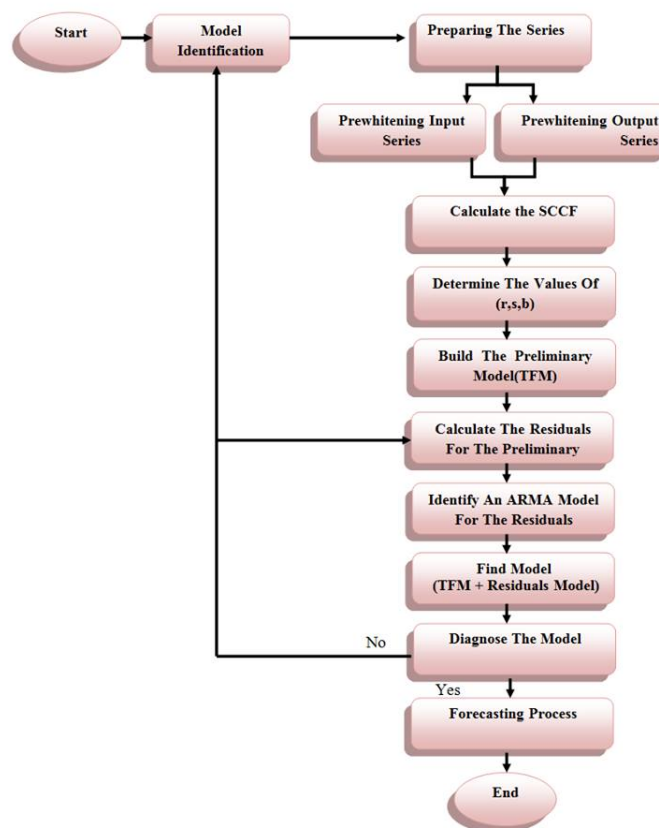 Start
Model
Identification
Preparing The Series
Prewhitening Input
Series
Prewhitening Output
Series
Calculate the SCCF
Determine The Values Of
(r,s,b)
Build The Preliminary
Model(TFM)
Calculate The Residuals
For The Preliminary
Identify An ARMA Model
For The Residuals
Find Model
(TFM + Residuals Model)
Diagnose The Model
No
Yes
Forecasting Process
End